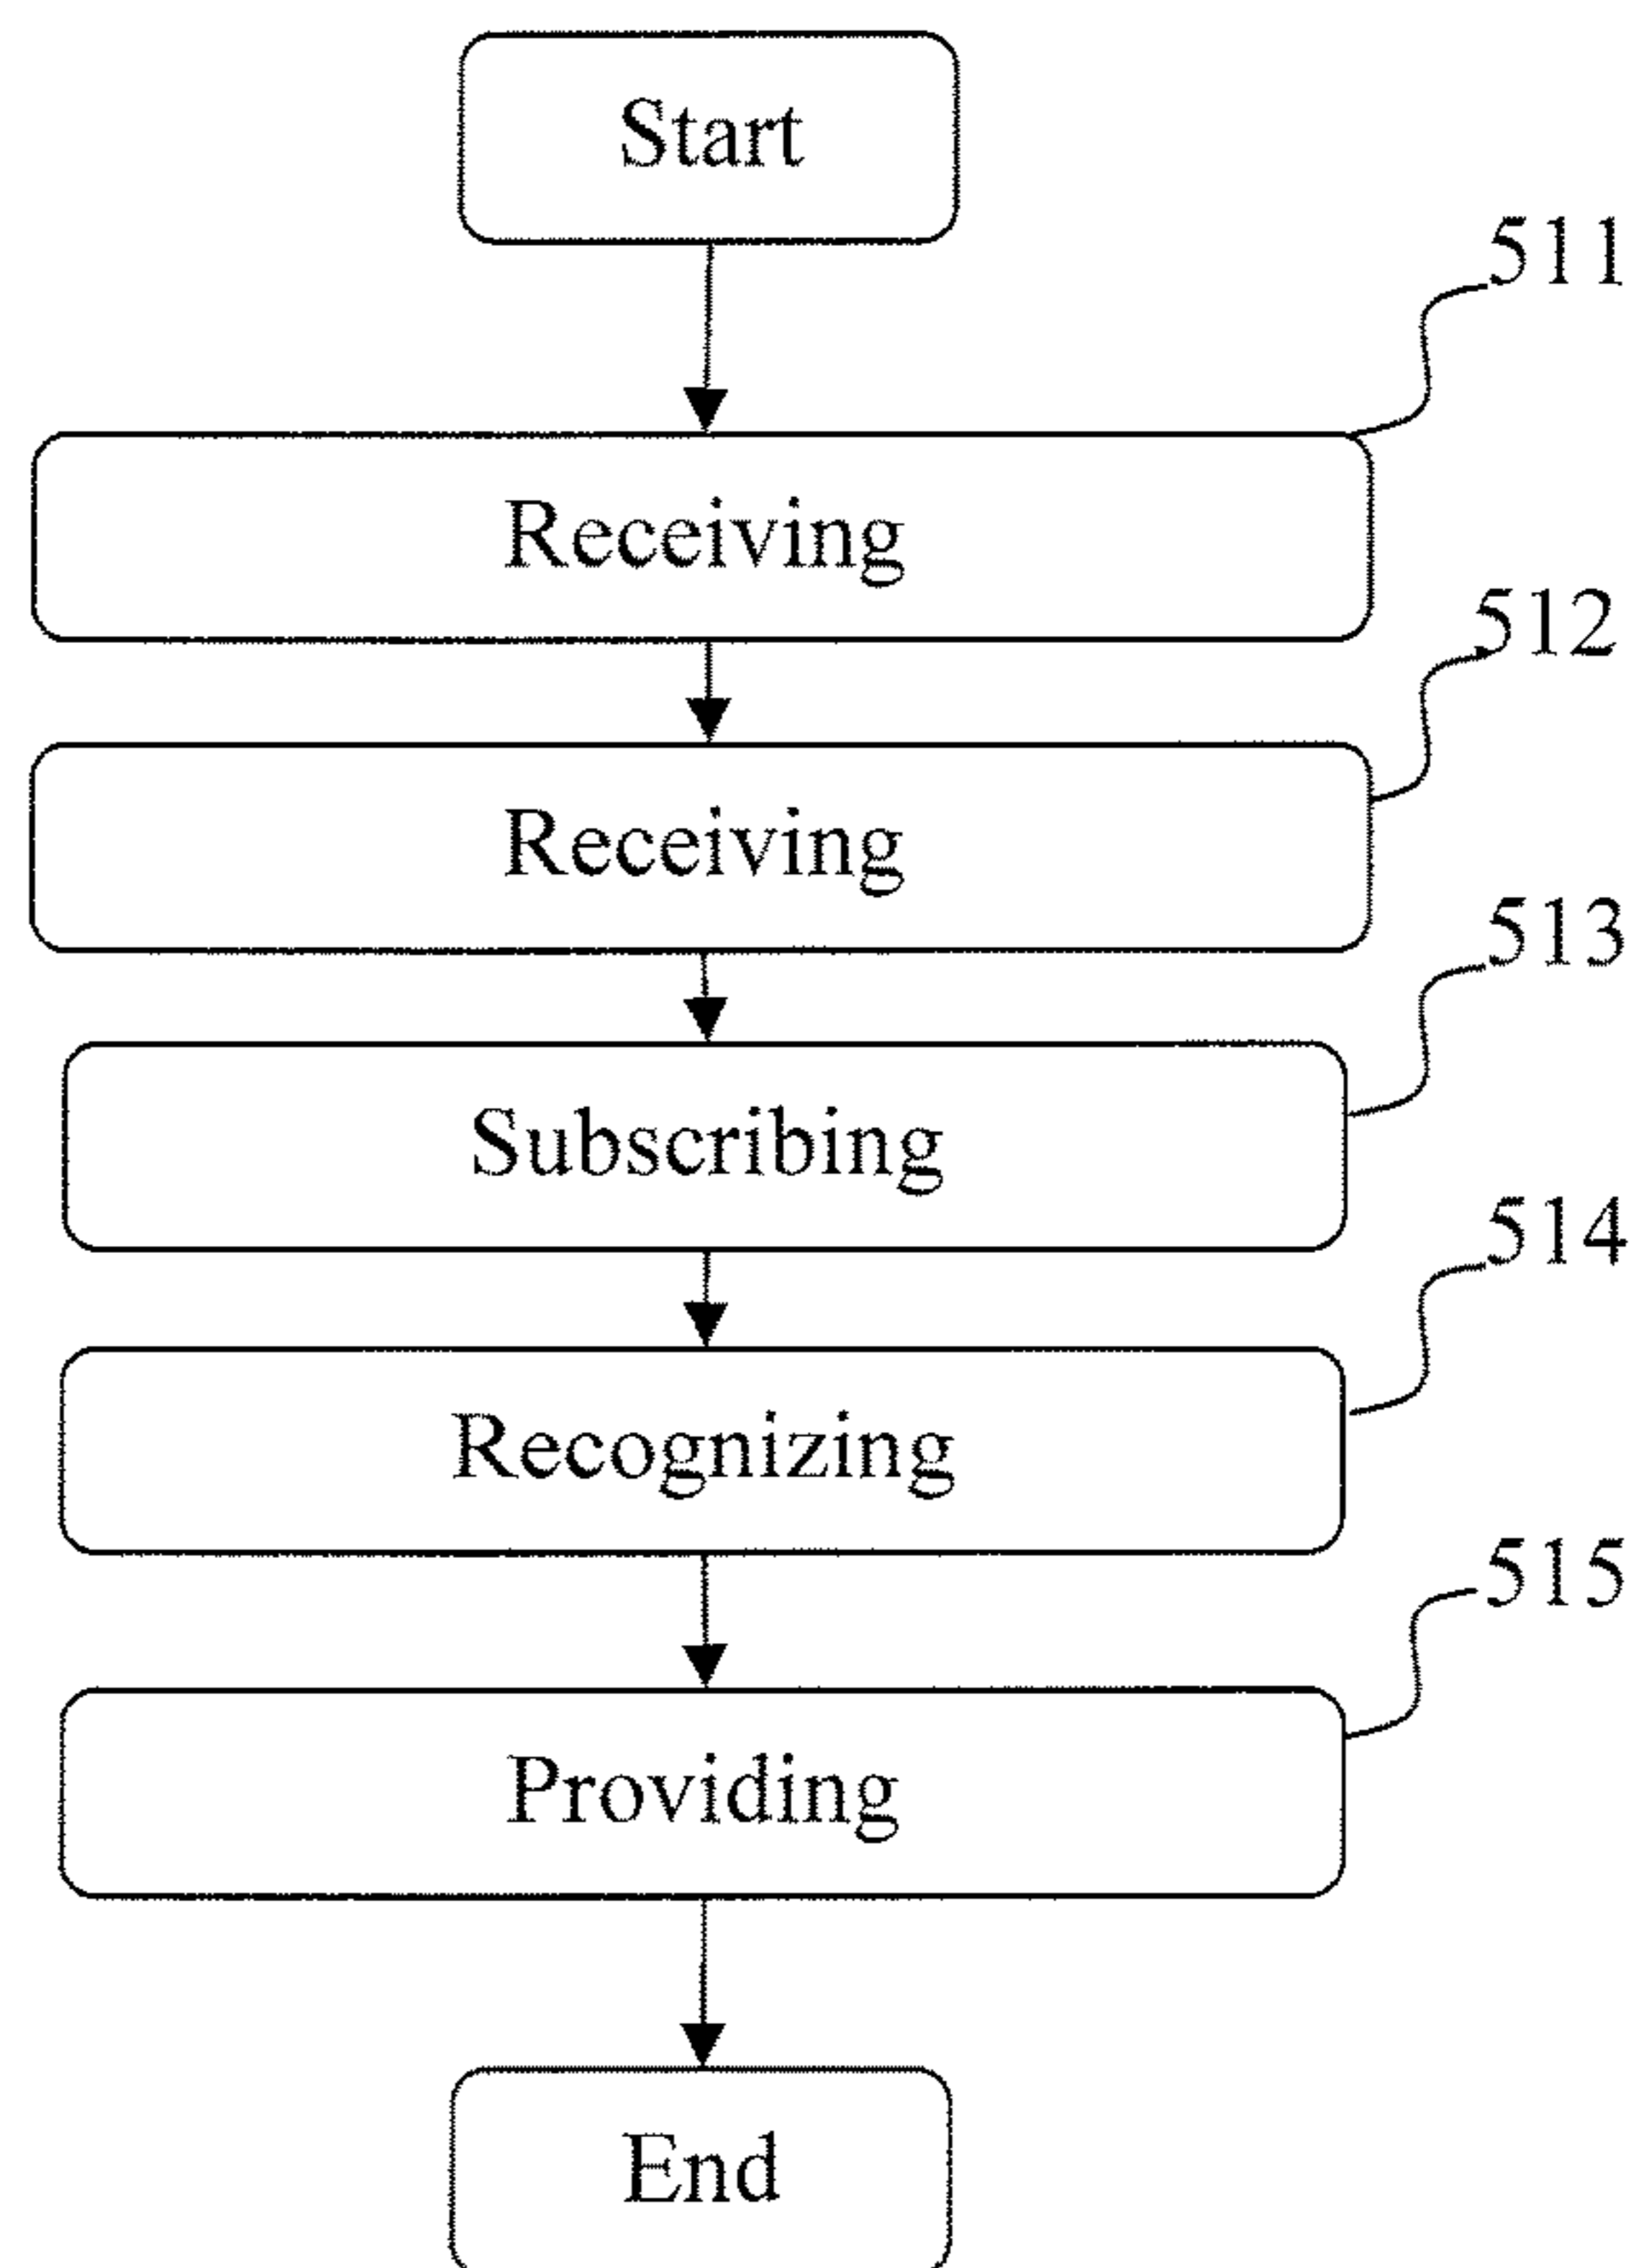 Start
511
Receiving
512
Receiving
513
Subscribing
514
Recognizing
515
Providing
End